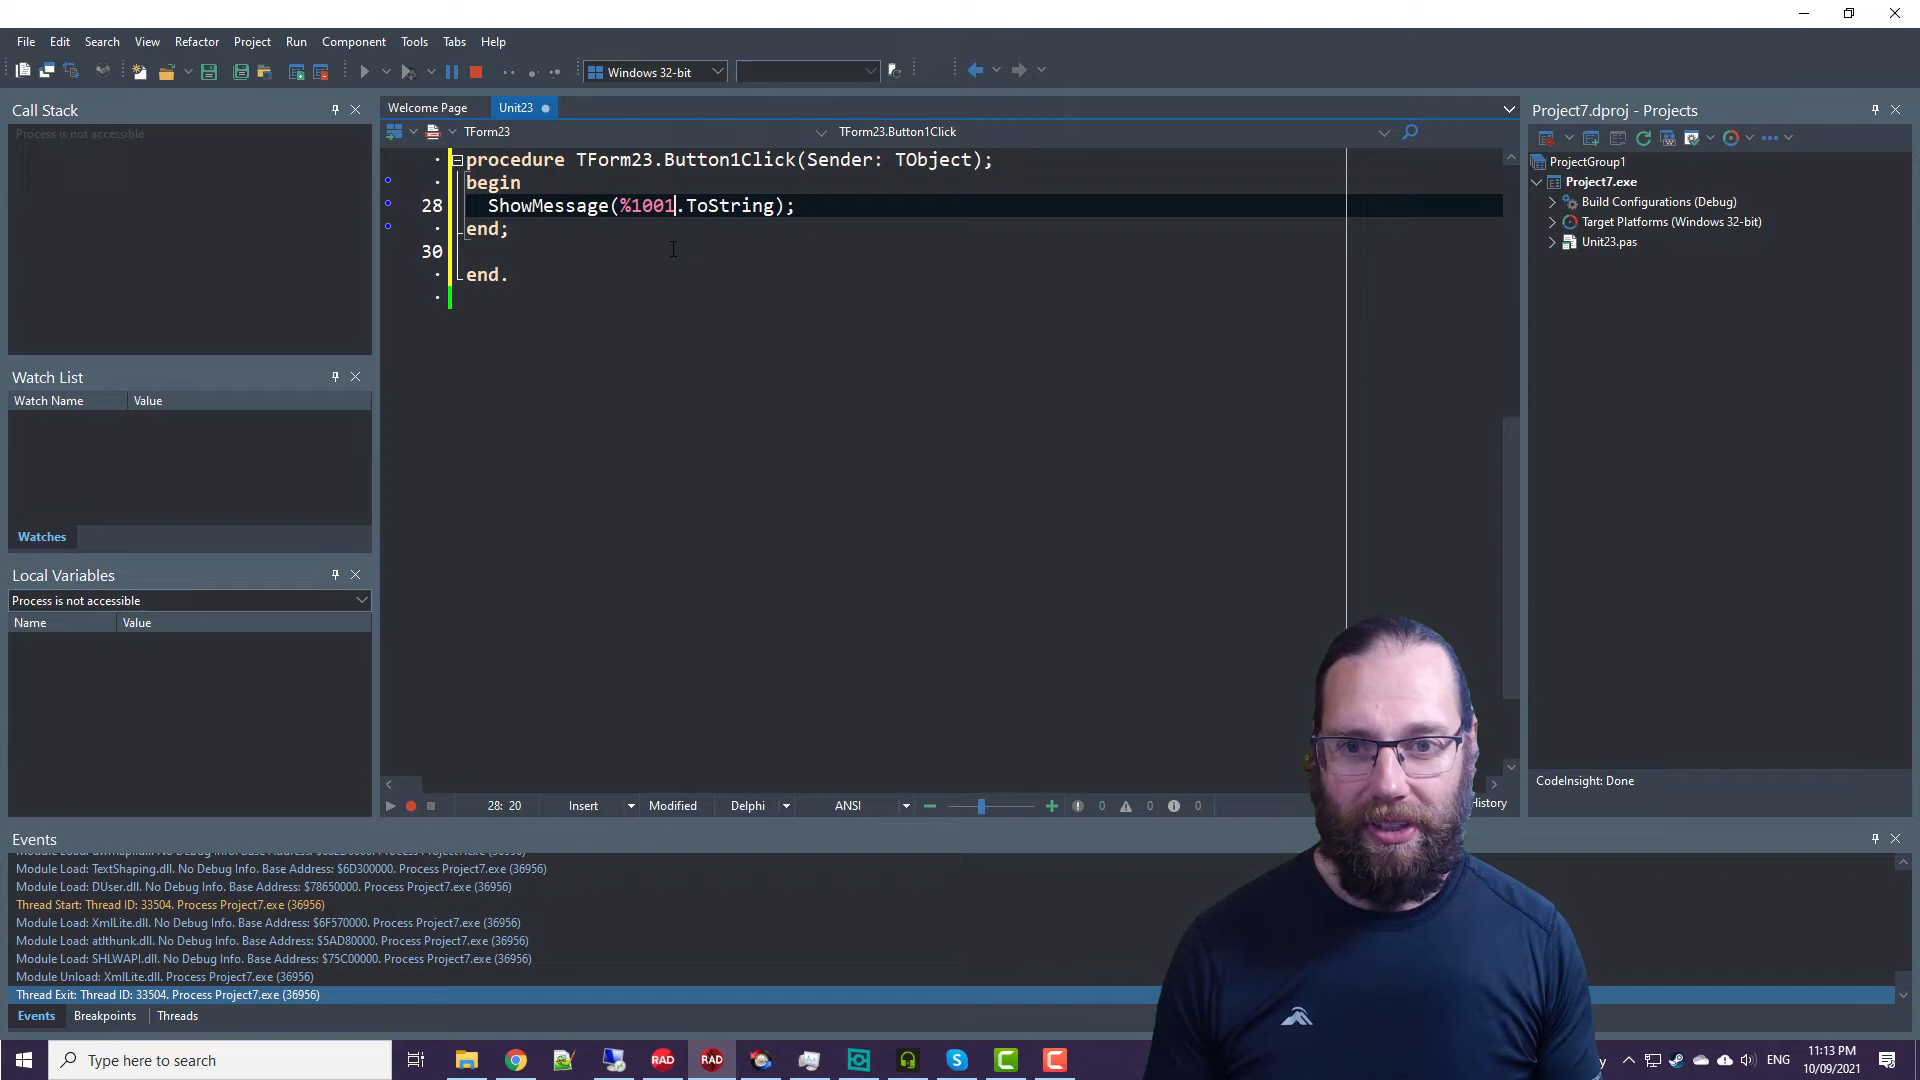 File Edit Search View Refactor Project Run Component Tools Tabs Help
Windows 32-bit
Call Stack
Process is not accessible
Watch List
Watch Name Value
Watches
Local Variables
Process is not accessible
Name Value
Welcome Page Unit23
TForm23 TForm23.Button1Click
procedure TForm23.Button1Click(Sender: TObject);
begin
28 ShowMessage(%1001.ToString);
end;
30
end.
28: 20 Insert Modified Delphi ANSI 0 0 0 History
Project7.dproj - Projects
ProjectGroup1
Project7.exe
Build Configurations (Debug)
Target Platforms (Windows 32-bit)
Unit23.pas
CodeInsight: Done
Events
Module Load: TextShaping.dll. No Debug Info. Base Address: $6D300000. Process Project7.exe (36956)
Module Load: DUser.dll. No Debug Info. Base Address: $78650000. Process Project7.exe (36956)
Thread Start: Thread ID: 33504. Process Project7.exe (36956)
Module Load: XmlLite.dll. No Debug Info. Base Address: $6F570000. Process Project7.exe (36956)
Module Load: atlthunk.dll. No Debug Info. Base Address: $5AD80000. Process Project7.exe (36956)
Module Load: SHLWAPI.dll. No Debug Info. Base Address: $75C00000. Process Project7.exe (36956)
Module Unload: XmlLite.dll. Process Project7.exe (36956)
Thread Exit: Thread ID: 33504. Process Project7.exe (36956)
Events Breakpoints Threads
Type here to search
RAD RAD
ENG
11:13 PM
10/09/2021